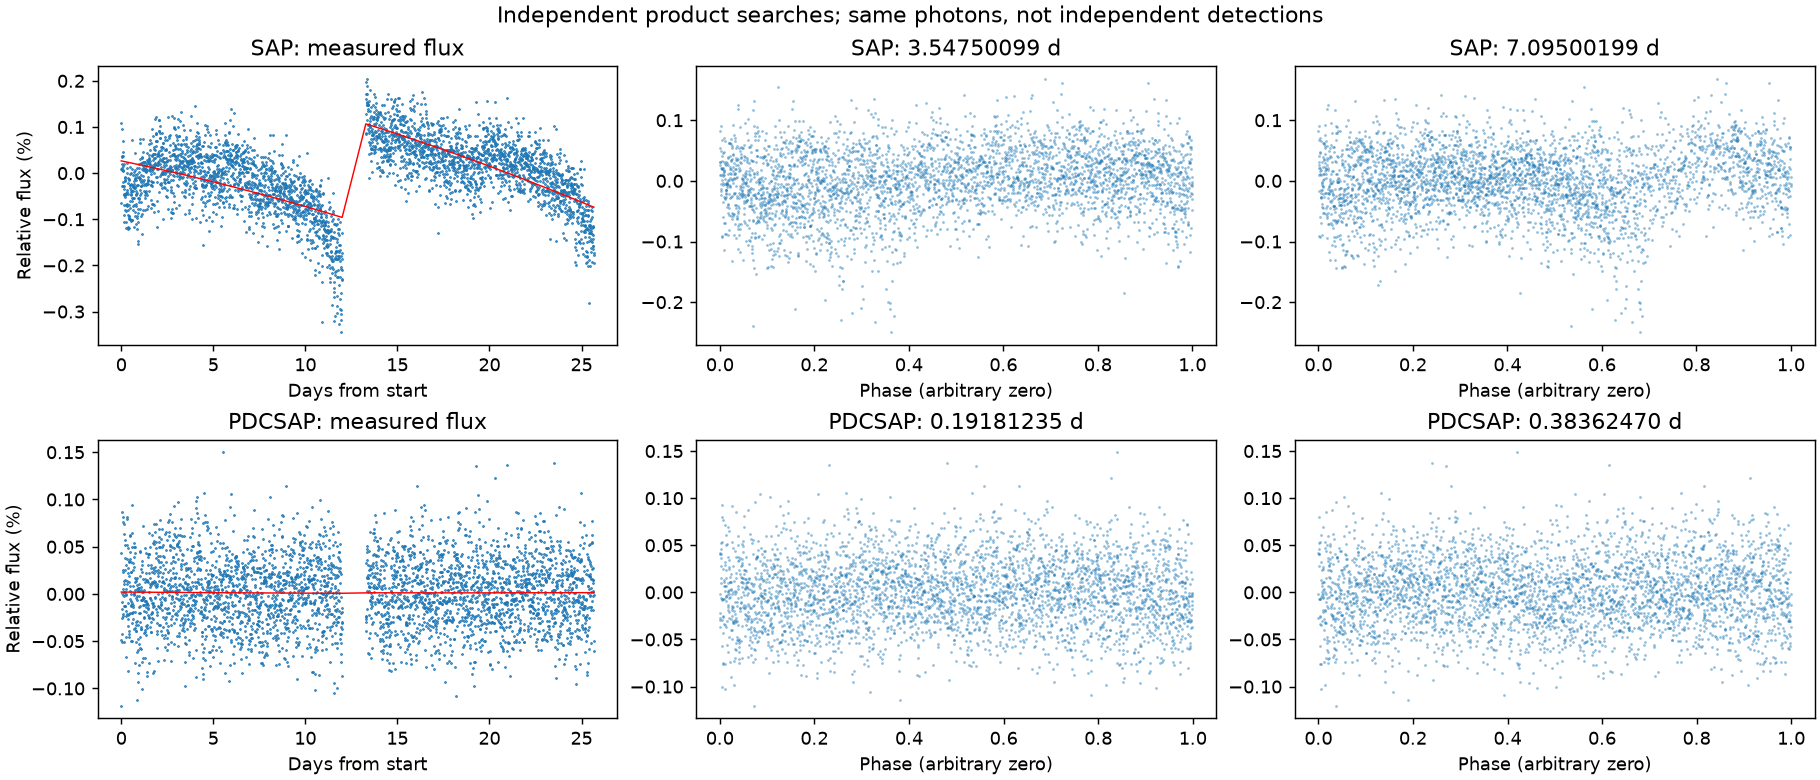 Independent product searches; same photons, not independent detections
SAP: measured flux
Relative flux (%)
0.2
0.1
0.0
−0.1
−0.2
−0.3
0 5 10 15 20 25
Days from start
SAP: 3.54750099 d
0.1
0.0
−0.1
−0.2
0.0 0.2 0.4 0.6 0.8 1.0
Phase (arbitrary zero)
SAP: 7.09500199 d
0.1
0.0
−0.1
−0.2
0.0 0.2 0.4 0.6 0.8 1.0
Phase (arbitrary zero)
PDCSAP: measured flux
Relative flux (%)
0.15
0.10
0.05
0.00
−0.05
−0.10
0 5 10 15 20 25
Days from start
PDCSAP: 0.19181235 d
0.15
0.10
0.05
0.00
−0.05
−0.10
0.0 0.2 0.4 0.6 0.8 1.0
Phase (arbitrary zero)
PDCSAP: 0.38362470 d
0.15
0.10
0.05
0.00
−0.05
−0.10
0.0 0.2 0.4 0.6 0.8 1.0
Phase (arbitrary zero)